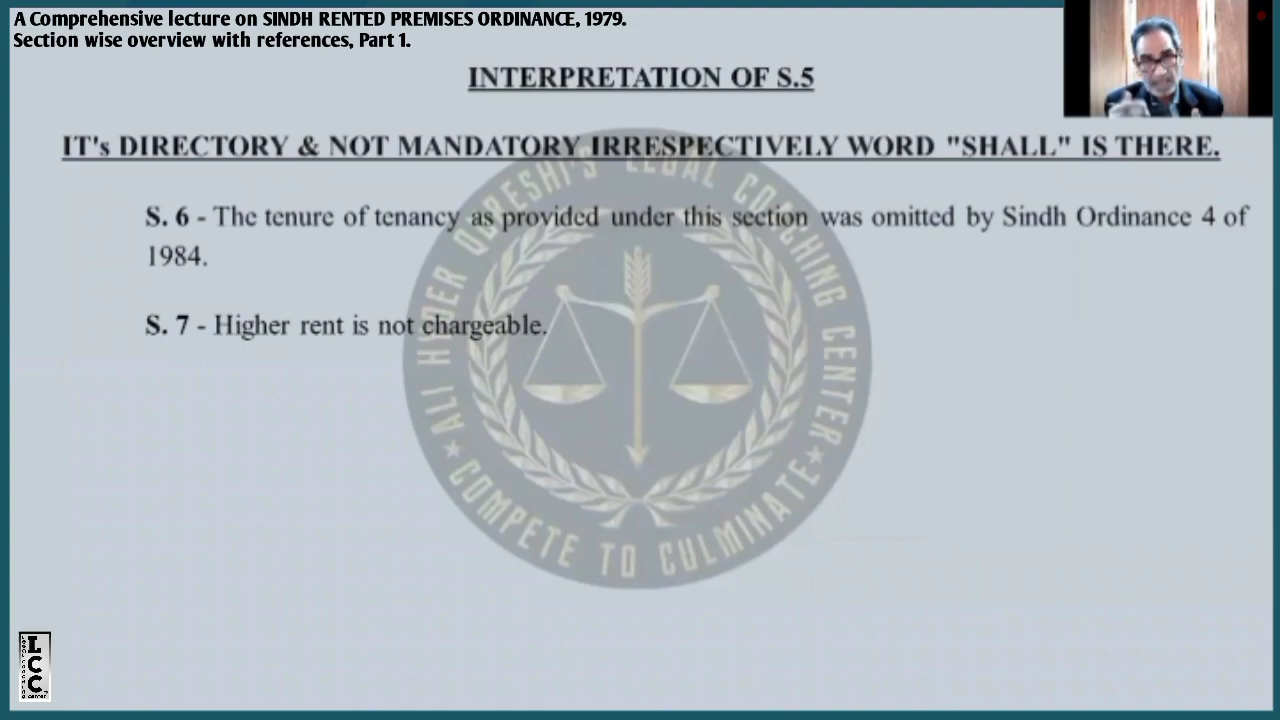 A Comprehensive lecture on SINDH RENTED PREMISES ORDINANCE, 1979.
Section wise overview with references, Part 1.
INTERPRETATION OF S.5
IT's DIRECTORY & NOT MANDATORY IRRESPECTIVELY WORD "SHALL" IS THERE.
S. 6 - The tenure of tenancy as provided under this section was omitted by Sindh Ordinance 4 of
1984.
S. 7 - Higher rent is not chargeable.
ALI HYDER QURESHI'S LEGAL COACHING CENTER
COMPETE TO CULMINATE
LCC